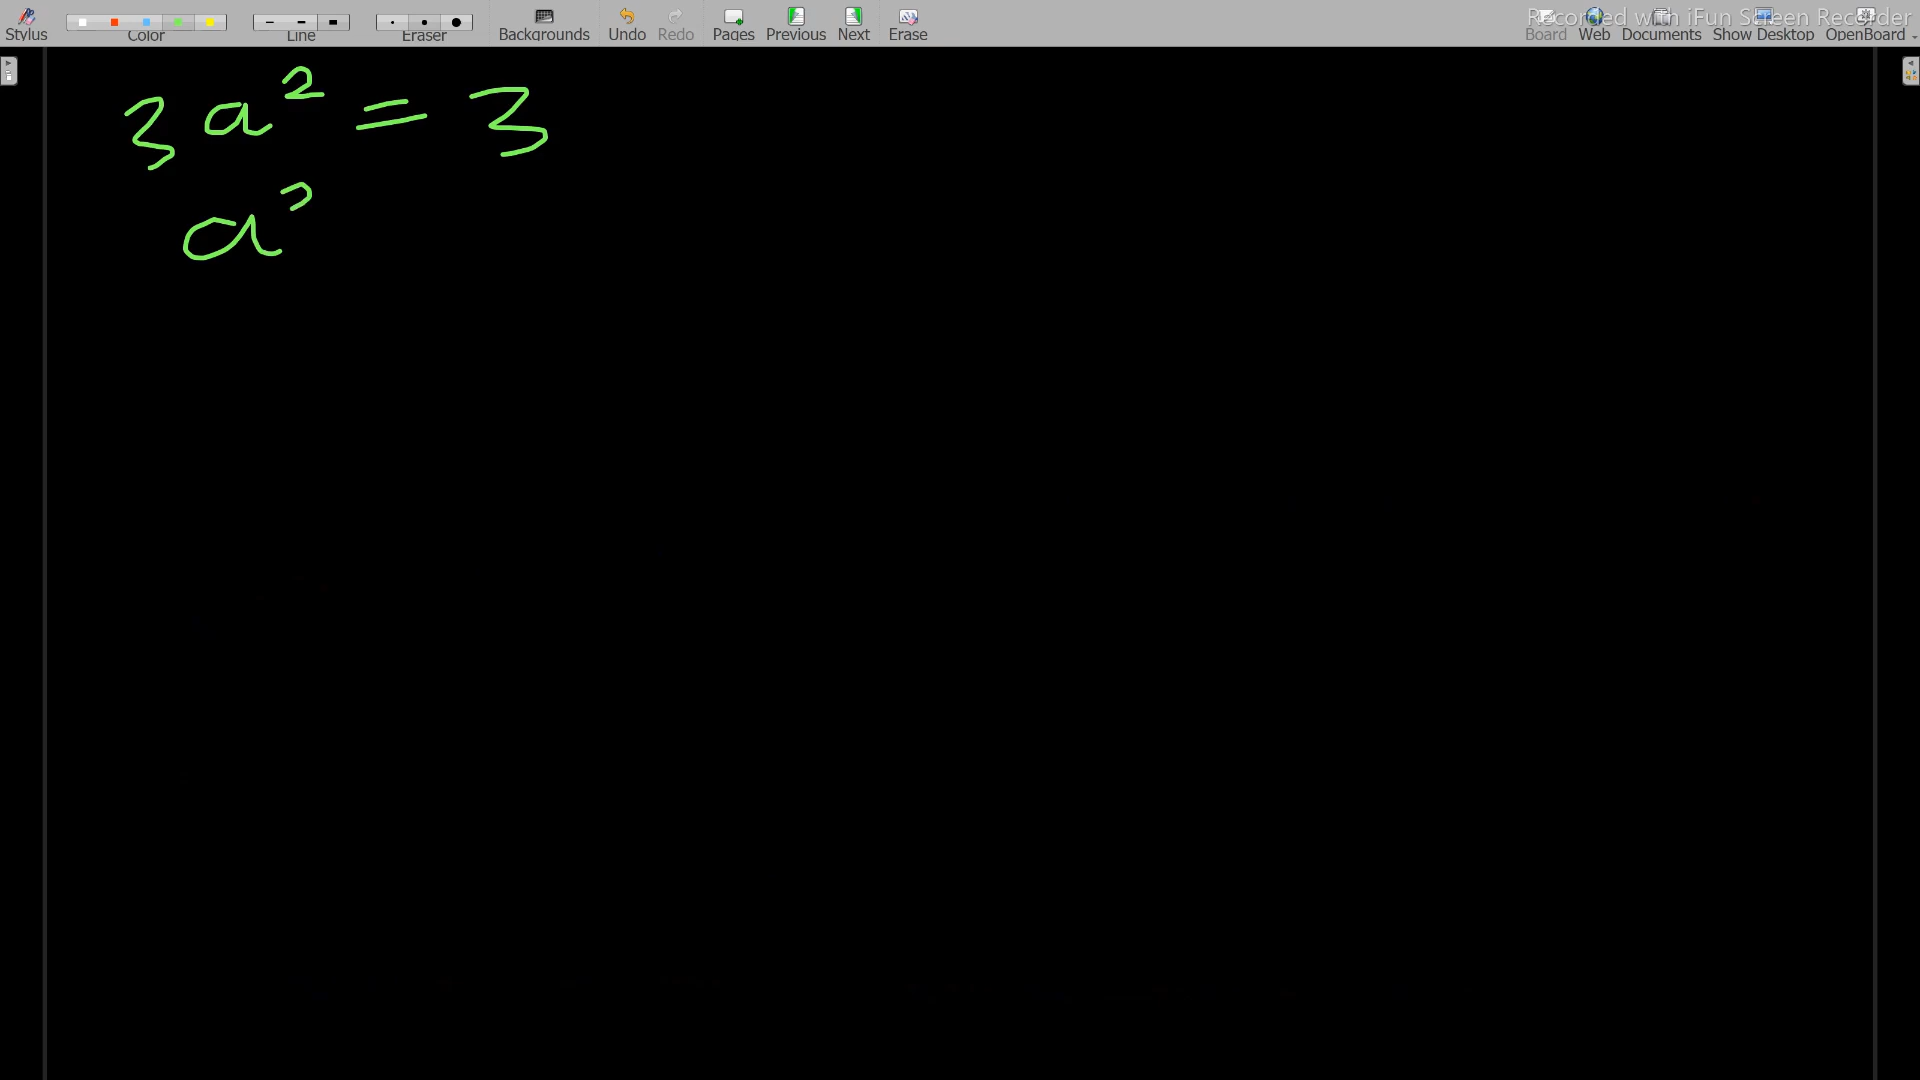 Recorded with iFun Screen Recorder
Stylus Color Line Eraser Backgrounds Undo Redo Pages Previous Next Erase Board Web Documents Show Desktop OpenBoard
3a² = 3
a